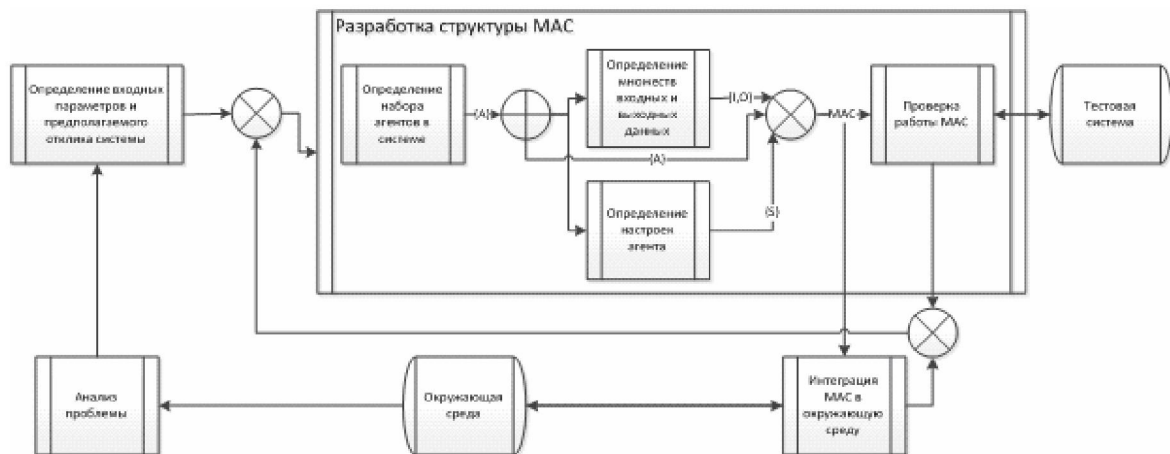 Разработка структуры МАС
Определение входных
параметров и
предполагаемого
отклика системы
Определение
набора
агентов в
системе
{A}
Определение
множеств
входных и
выходных
данных
{I,O}
{A}
Определение
настроек
агента
{S}
МАС
Проверка
работы МАС
Тестовая
система
Анализ
проблемы
Окружающая
среда
Интеграция
МАС в
окружающую
среду